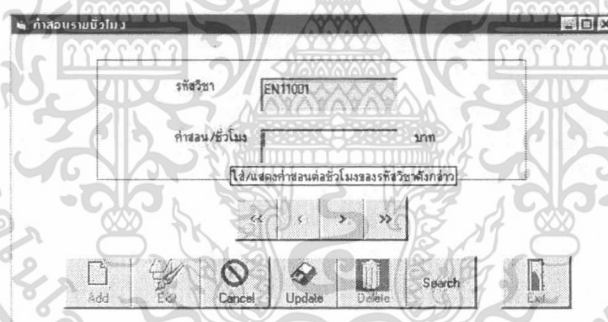 ค่าสอนรายชั่วโมง
รหัสวิชา EN11001
ค่าสอน/ชั่วโมง บาท
ใส่/แสดงค่าสอนต่อชั่วโมงของรหัสวิชาดังกล่าว
<< < > >>
Add Edit Cancel Update Delete Search Exit